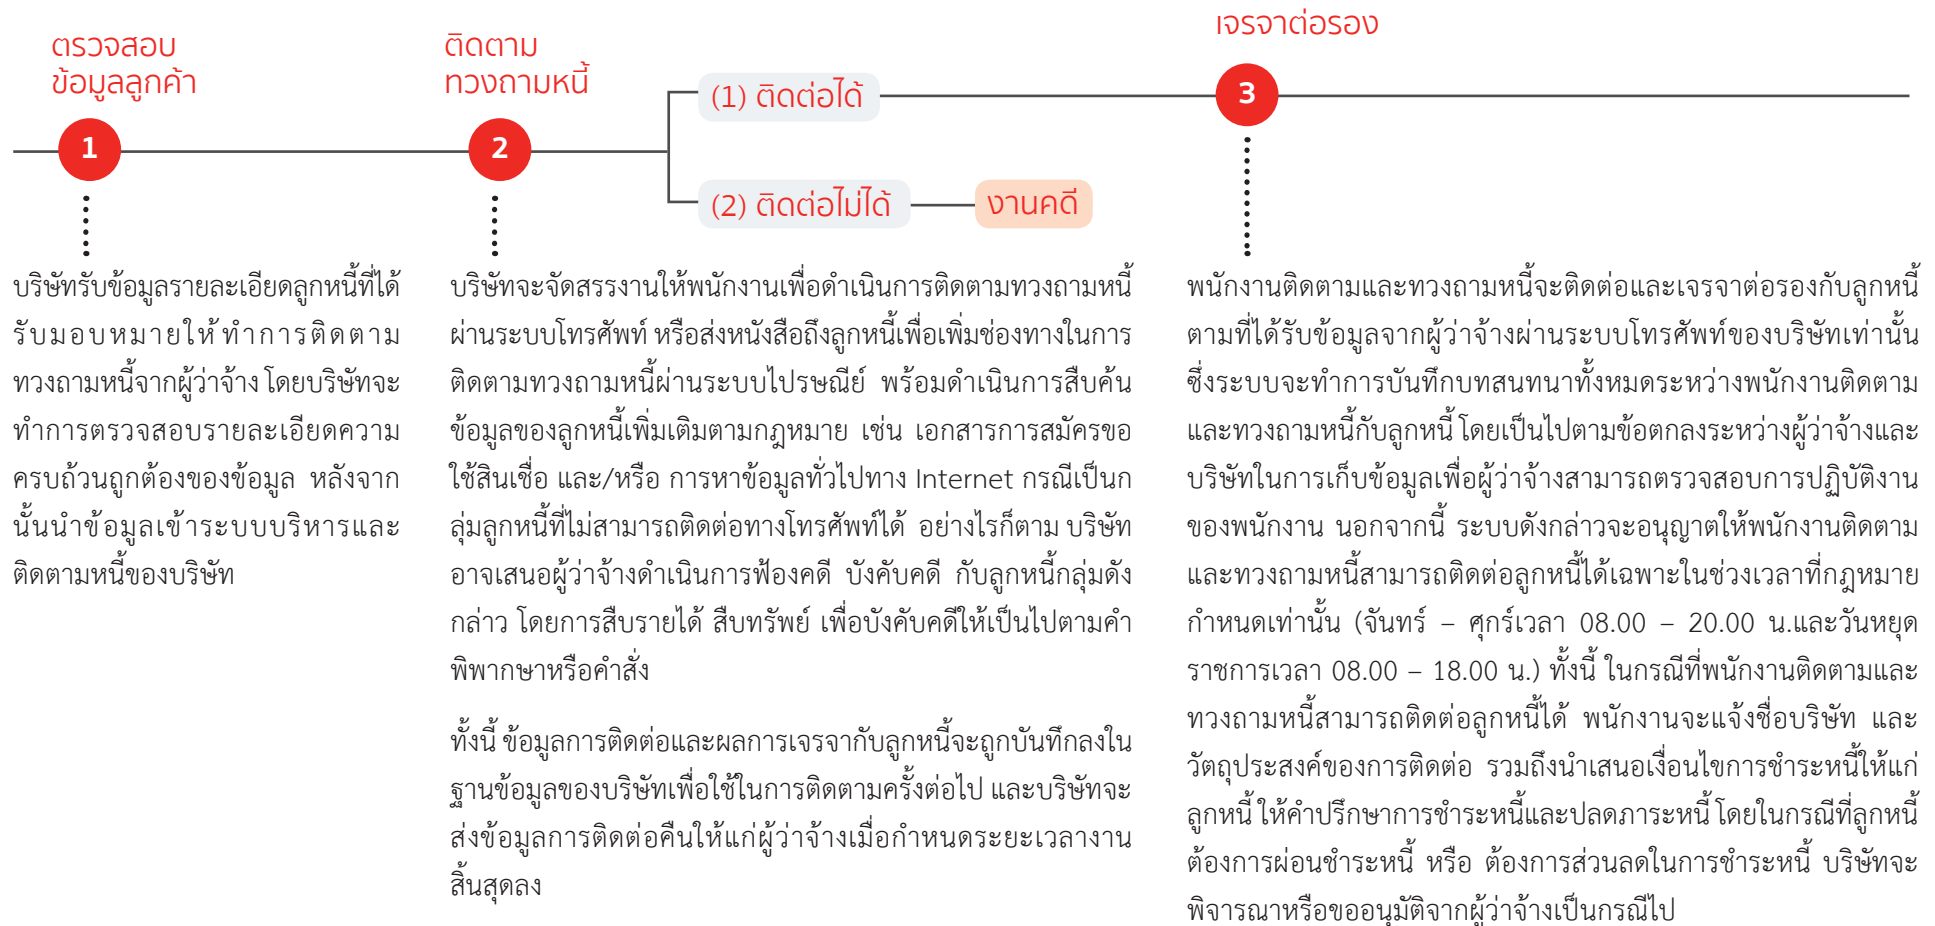 ตรวจสอบ
ข้อมูลลูกค้า
1
บริษัทรับข้อมูลรายละเอียดลูกหนี้ที่ได้
รับมอบหมายให้ทำการติดตาม
ทวงถามหนี้จากผู้ว่าจ้าง โดยบริษัทจะ
ทำการตรวจสอบรายละเอียดความ
ครบถ้วนถูกต้องของข้อมูล หลังจาก
นั้นนำข้อมูลเข้าระบบบริหารและ
ติดตามหนี้ของบริษัท
ติดตาม
ทวงถามหนี้
2
(1) ติดต่อได้
(2) ติดต่อไม่ได้
งานคดี
บริษัทจะจัดสรรงานให้พนักงานเพื่อดำเนินการติดตามทวงถามหนี้
ผ่านระบบโทรศัพท์ หรือส่งหนังสือถึงลูกหนี้เพื่อเพิ่มช่องทางในการ
ติดตามทวงถามหนี้ผ่านระบบไปรษณีย์ พร้อมดำเนินการสืบค้น
ข้อมูลของลูกหนี้เพิ่มเติมตามกฎหมาย เช่น เอกสารการสมัครขอ
ใช้สินเชื่อ และ/หรือ การหาข้อมูลทั่วไปทาง Internet กรณีเป็นก
ลุ่มลูกหนี้ที่ไม่สามารถติดต่อทางโทรศัพท์ได้ อย่างไรก็ตาม บริษัท
อาจเสนอผู้ว่าจ้างดำเนินการฟ้องคดี บังคับคดี กับลูกหนี้กลุ่มดัง
กล่าว โดยการสืบรายได้ สืบทรัพย์ เพื่อบังคับคดีให้เป็นไปตามคำ
พิพากษาหรือคำสั่ง
ทั้งนี้ ข้อมูลการติดต่อและผลการเจรจากับลูกหนี้จะถูกบันทึกลงใน
ฐานข้อมูลของบริษัทเพื่อใช้ในการติดตามครั้งต่อไป และบริษัทจะ
ส่งข้อมูลการติดต่อคืนให้แก่ผู้ว่าจ้างเมื่อกำหนดระยะเวลางาน
สิ้นสุดลง
เจรจาต่อรอง
3
พนักงานติดตามและทวงถามหนี้จะติดต่อและเจรจาต่อรองกับลูกหนี้
ตามที่ได้รับข้อมูลจากผู้ว่าจ้างผ่านระบบโทรศัพท์ของบริษัทเท่านั้น
ซึ่งระบบจะทำการบันทึกบทสนทนาทั้งหมดระหว่างพนักงานติดตาม
และทวงถามหนี้กับลูกหนี้ โดยเป็นไปตามข้อตกลงระหว่างผู้ว่าจ้างและ
บริษัทในการเก็บข้อมูลเพื่อผู้ว่าจ้างสามารถตรวจสอบการปฏิบัติงาน
ของพนักงาน นอกจากนี้ ระบบดังกล่าวจะอนุญาตให้พนักงานติดตาม
และทวงถามหนี้สามารถติดต่อลูกหนี้ได้เฉพาะในช่วงเวลาที่กฎหมาย
กำหนดเท่านั้น (จันทร์ – ศุกร์เวลา 08.00 – 20.00 น.และวันหยุด
ราชการเวลา 08.00 – 18.00 น.) ทั้งนี้ ในกรณีที่พนักงานติดตามและ
ทวงถามหนี้สามารถติดต่อลูกหนี้ได้ พนักงานจะแจ้งชื่อบริษัท และ
วัตถุประสงค์ของการติดต่อ รวมถึงนำเสนอเงื่อนไขการชำระหนี้ให้แก่
ลูกหนี้ ให้คำปรึกษาการชำระหนี้และปลดภาระหนี้ โดยในกรณีที่ลูกหนี้
ต้องการผ่อนชำระหนี้ หรือ ต้องการส่วนลดในการชำระหนี้ บริษัทจะ
พิจารณาหรือขออนุมัติจากผู้ว่าจ้างเป็นกรณีไป